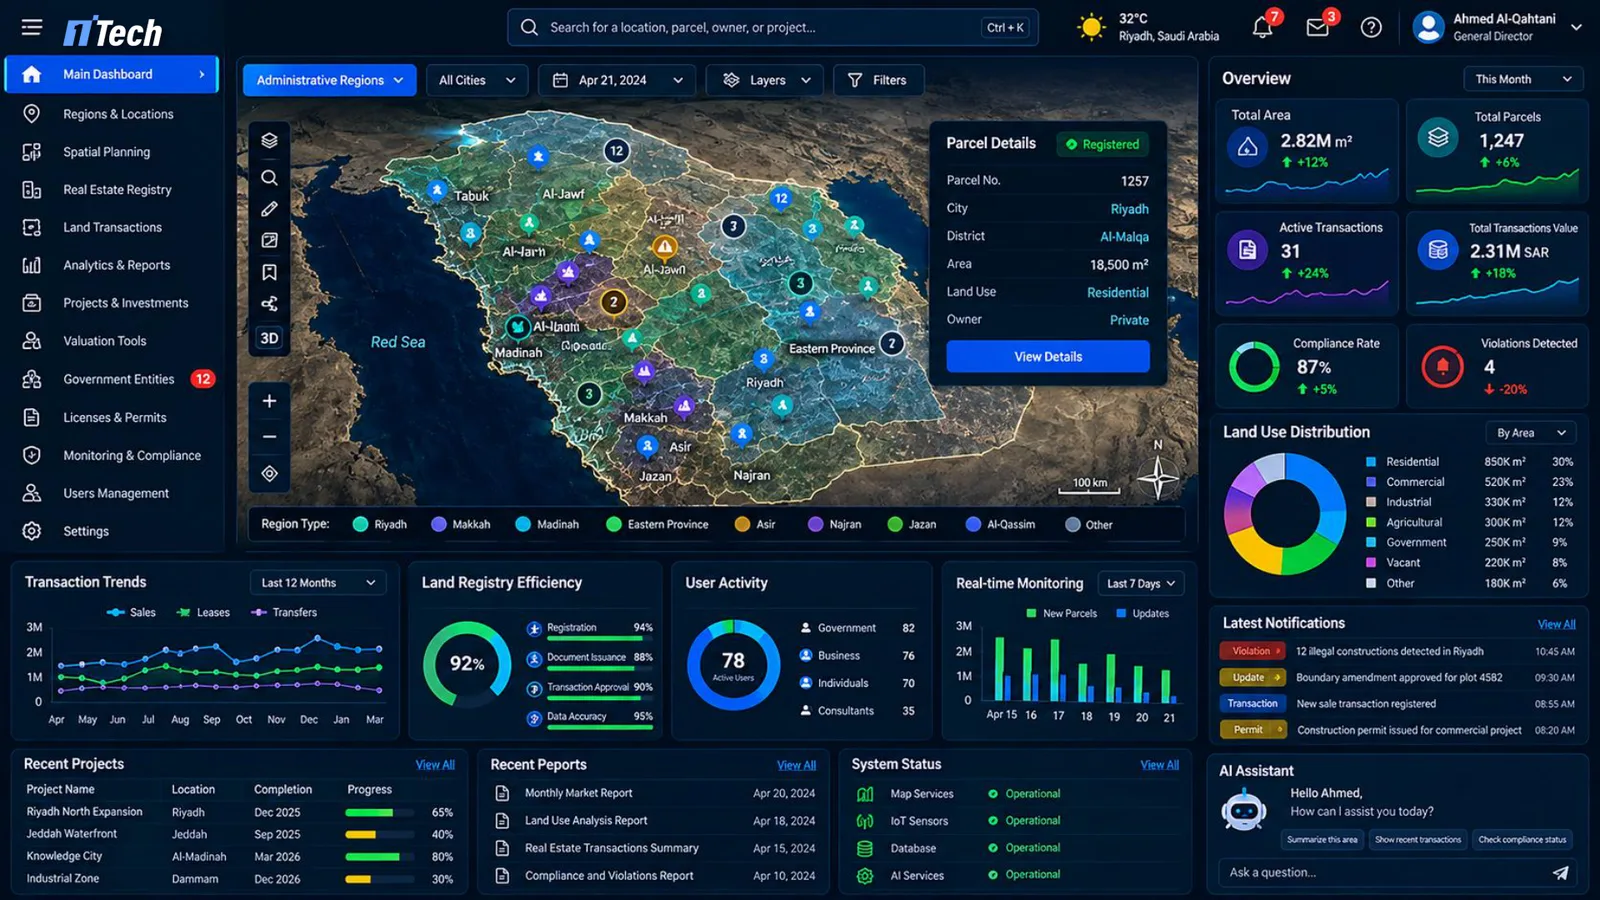 1Tech
Search for a location, parcel, owner, or project...
Ctrl + K
32°C
Riyadh, Saudi Arabia
7
3
Ahmed Al-Qahtani
General Director
Main Dashboard
Regions & Locations
Spatial Planning
Real Estate Registry
Land Transactions
Analytics & Reports
Projects & Investments
Valuation Tools
Government Entities
12
Licenses & Permits
Monitoring & Compliance
Users Management
Settings
Administrative Regions
All Cities
Apr 21, 2024
Layers
Filters
3D
12
12
Tabuk
Al-Jawf
3
3
2
3
Madinah
Eastern Province
Riyadh
Red Sea
Makkah
Asir
Jazan
Najran
N
100 km
Parcel Details
Registered
Parcel No. 1257
City Riyadh
District Al-Malqa
Area 18,500 m²
Land Use Residential
Owner Private
View Details
Region Type: Riyadh Makkah Madinah Eastern Province Asir Najran Jazan Al-Qassim Other
Overview
This Month
Total Area
2.82M m²
+12%
Total Parcels
1,247
+6%
Active Transactions
31
+24%
Total Transactions Value
2.31M SAR
+18%
Compliance Rate
87%
+5%
Violations Detected
4
-20%
Land Use Distribution
By Area
Residential 850K m² 30%
Commercial 520K m² 23%
Industrial 330K m² 12%
Agricultural 300K m² 12%
Government 250K m² 9%
Vacant 220K m² 8%
Other 180K m² 6%
Transaction Trends
Last 12 Months
Sales Leases Transfers
3M
2M
1M
0
Apr May Jun Jul Aug Sep Oct Nov Dec Jan Mar
Land Registry Efficiency
92%
Registration 94%
Document Issuance 88%
Transaction Approval 90%
Data Accuracy 95%
User Activity
78
Active Users
Government 82
Business 76
Individuals 70
Consultants 35
Real-time Monitoring
Last 7 Days
New Parcels Updates
3M
2M
1M
0
Apr 15 16 17 18 19 20 21
Latest Notifications
View All
Violation 12 illegal constructions detected in Riyadh 10:45 AM
Update Boundary amendment approved for plot 4582 09:30 AM
Transaction New sale transaction registered 08:55 AM
Permit Construction permit issued for commercial project 08:20 AM
Recent Projects
View All
Project Name Location Completion Progress
Riyadh North Expansion Riyadh Dec 2025 65%
Jeddah Waterfront Jeddah Sep 2025 40%
Knowledge City Al-Madinah Mar 2026 80%
Industrial Zone Dammam Dec 2026 30%
Recent Peports
View All
Monthly Market Report Apr 20, 2024
Land Use Analysis Report Apr 18, 2024
Real Estate Transactions Summary Apr 15, 2024
Compliance and Violations Report Apr 10, 2024
System Status
View All
Map Services Operational
IoT Sensors Operational
Database Operational
AI Services Operational
AI Assistant
Hello Ahmed,
How can I assist you today?
Summarize this area
Show recent transactions
Check compliance status
Ask a question...